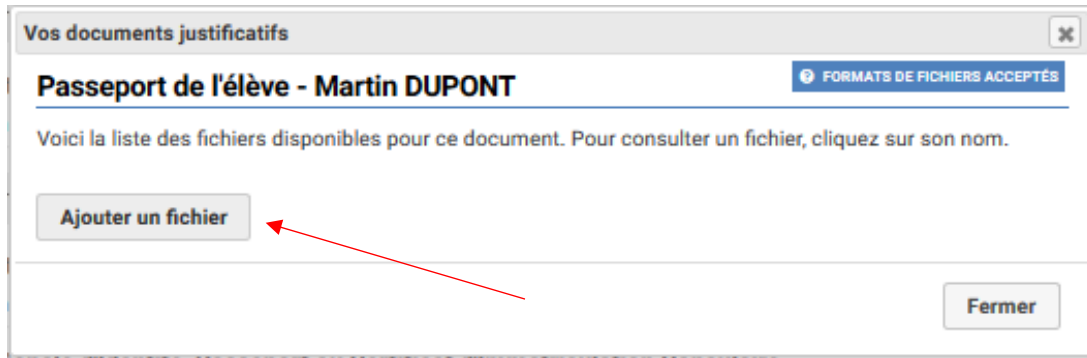 Vos documents justificatifs
Passeport de l'élève - Martin DUPONT
FORMATS DE FICHIERS ACCEPTÉS
Voici la liste des fichiers disponibles pour ce document. Pour consulter un fichier, cliquez sur son nom.
Ajouter un fichier
Fermer